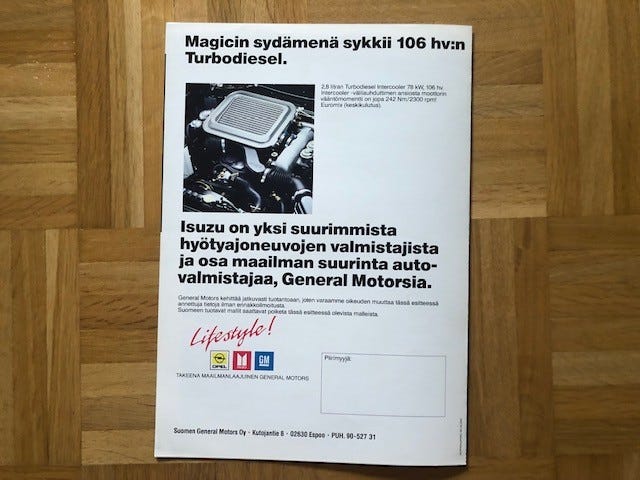 Magicin sydämenä sykkii 106 hv:n
Turbodiesel.
2,8 litran Turbodiesel Intercooler 78 kW, 106 hv.
Intercooler -välijäähdyttimen ansiosta moottorin
vääntömomentti on jopa 242 Nm/2300 rpm!
Euromix (keskikulutus).
Isuzu on yksi suurimmista
hyötyajoneuvojen valmistajista
ja osa maailman suurinta auto-
valmistajaa, General Motorsia.
General Motors kehittää jatkuvasti tuotantoaan, joten varaamme oikeuden muuttaa tässä esitteessä
annettuja tietoja ilman ennakkoilmoitusta.
Suomeen tuotavat mallit saattavat poiketa tässä esitteessä olevista malleista.
Lifestyle!
OPEL GM
TAKEENA MAAILMANLAAJUINEN GENERAL MOTORS
Piirimyyjä:
Suomen General Motors Oy · Kutojantie 8 · 02630 Espoo · PUH. 90-527 31